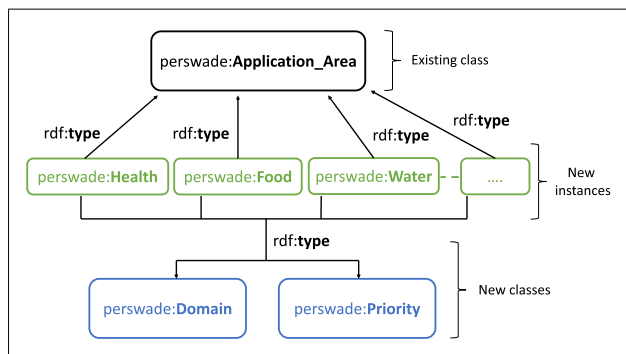 perswade:Application_Area
Existing class
rdf:type
rdf:type
rdf:type
rdf:type
perswade:Health
perswade:Food
perswade:Water
....
New
instances
rdf:type
perswade:Domain
perswade:Priority
New classes